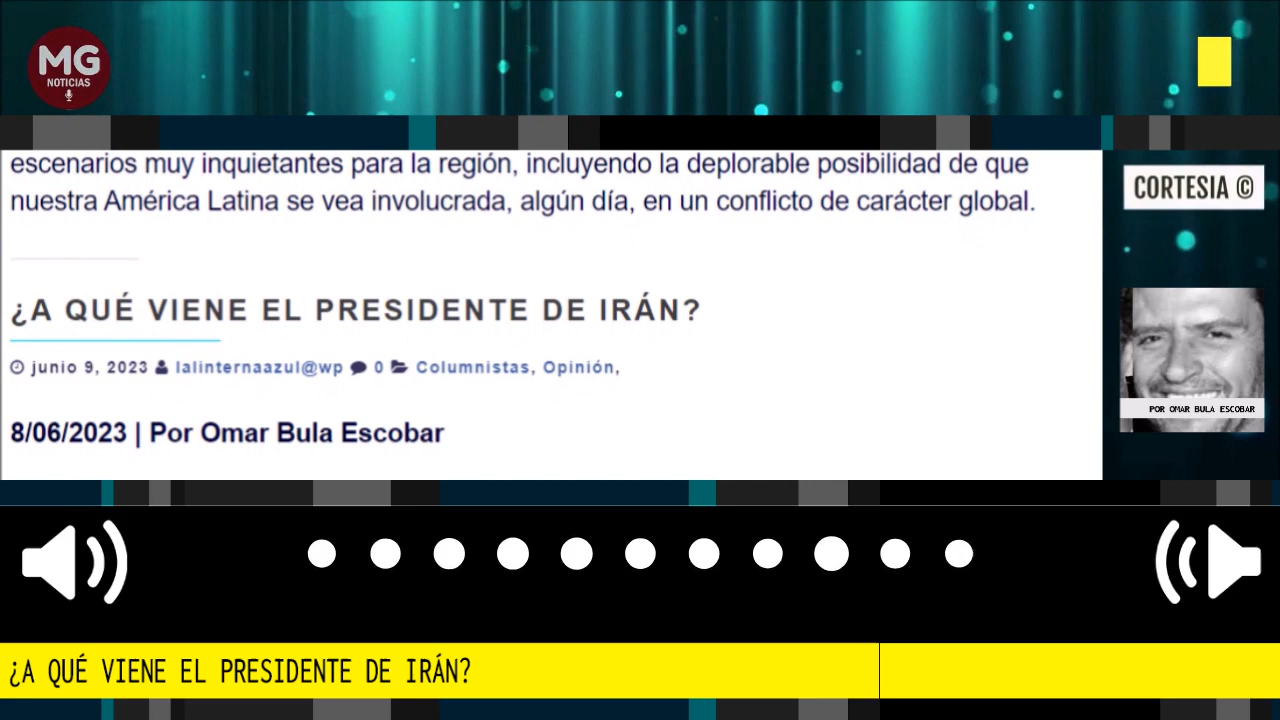 MG
NOTICIAS
escenarios muy inquietantes para la región, incluyendo la deplorable posibilidad de que
nuestra América Latina se vea involucrada, algún día, en un conflicto de carácter global.
CORTESIA ©
¿A QUÉ VIENE EL PRESIDENTE DE IRÁN?
junio 9, 2023 lalinternaazul@wp 0 Columnistas, Opinión,
POR OMAR BULA ESCOBAR
8/06/2023 | Por Omar Bula Escobar
¿A QUÉ VIENE EL PRESIDENTE DE IRÁN?